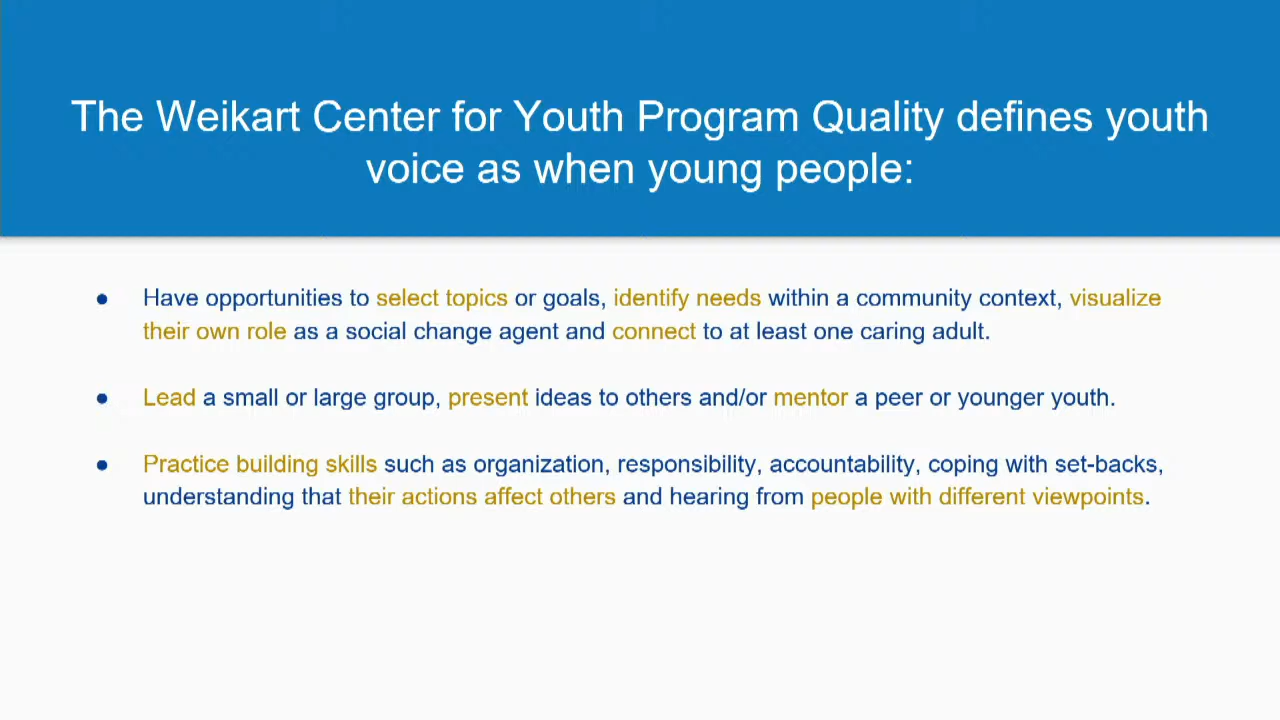 The Weikart Center for Youth Program Quality defines youth
voice as when young people:
● Have opportunities to select topics or goals, identify needs within a community context, visualize
their own role as a social change agent and connect to at least one caring adult.
● Lead a small or large group, present ideas to others and/or mentor a peer or younger youth.
● Practice building skills such as organization, responsibility, accountability, coping with set-backs,
understanding that their actions affect others and hearing from people with different viewpoints.